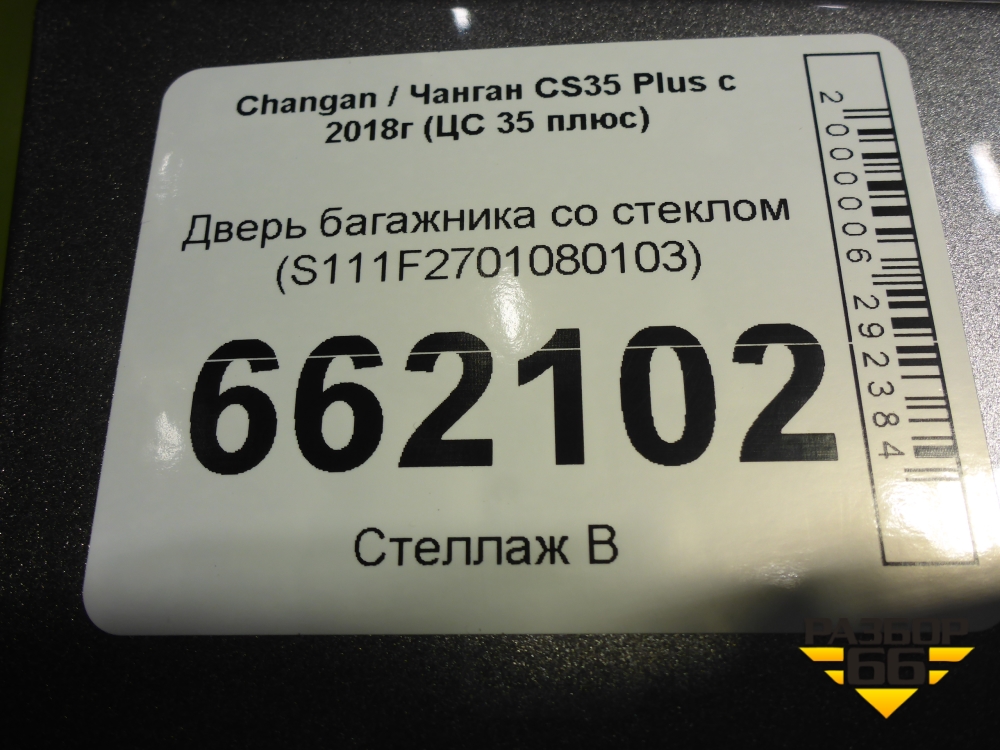 Changan / Чанган CS35 Plus с
2018г (ЦС 35 плюс)
Дверь багажника со стеклом
(S111F2701080103)
662102
Стеллаж В
2000006292384
РАЗБОР
66